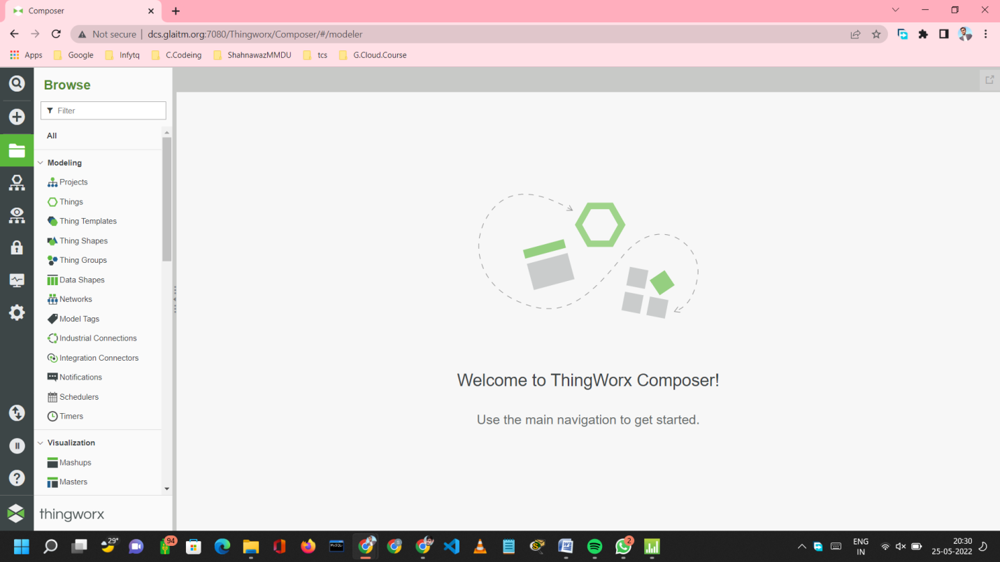 Composer
Not secure dcs.glaitm.org:7080/Thingworx/Composer/#/modeler
Apps Google Infytq C.Codeing ShahnawazMMDU tcs G.Cloud.Course
Browse
Filter
All
Modeling
Projects
Things
Thing Templates
Thing Shapes
Thing Groups
Data Shapes
Networks
Model Tags
Industrial Connections
Integration Connectors
Notifications
Schedulers
Timers
Visualization
Mashups
Masters
thingworx
Welcome to ThingWorx Composer!
Use the main navigation to get started.
29°
94
MySQL
2
ENG
IN
20:30
25-05-2022